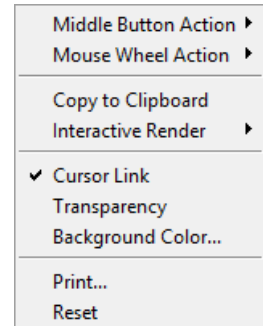 Middle Button Action
Mouse Wheel Action
Copy to Clipboard
Interactive Render
Cursor Link
Transparency
Background Color...
Print...
Reset